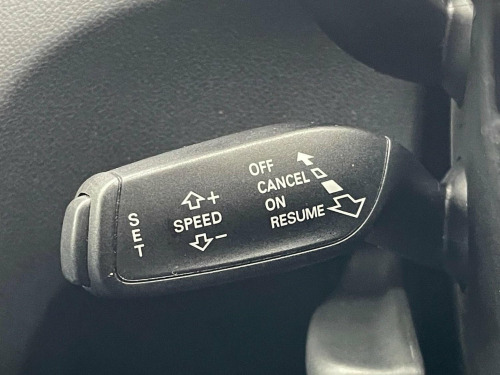 SET
SPEED
+
-
OFF
CANCEL
ON
RESUME